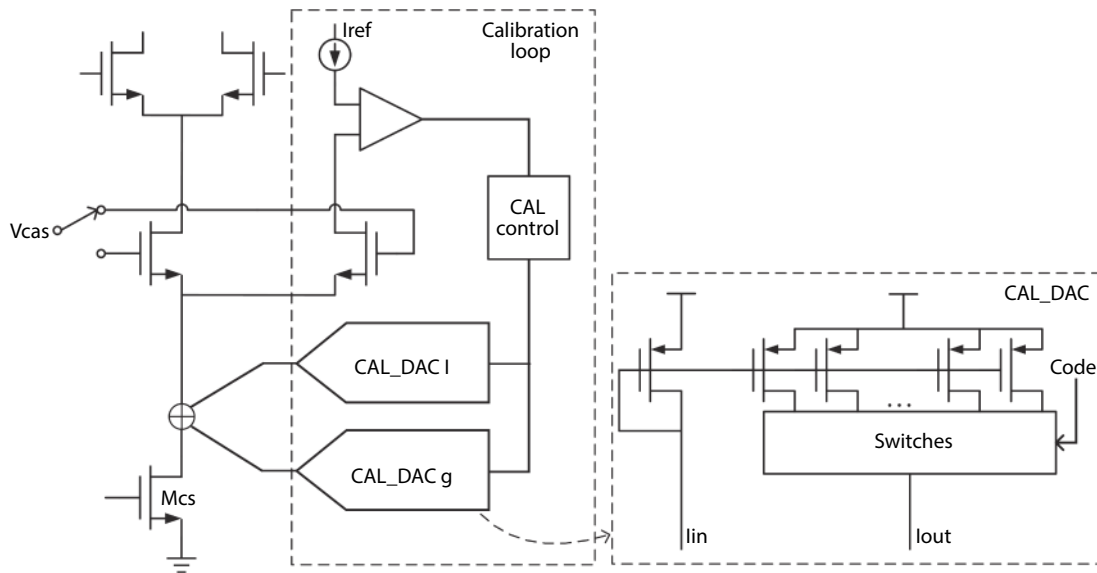 Iref
Calibration
loop
Vcas
CAL
control
CAL_DAC l
CAL_DAC g
Mcs
CAL_DAC
Code
...
Switches
Iin
Iout